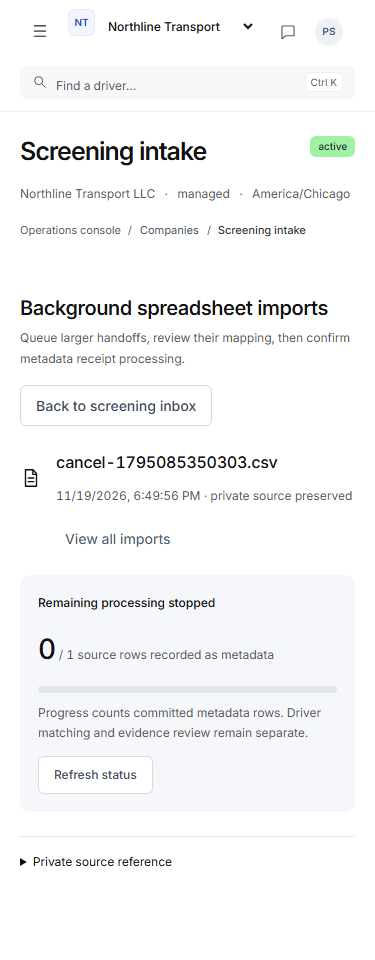 NT Northline Transport PS
Find a driver... Ctrl K
Screening intake active
Northline Transport LLC · managed · America/Chicago
Operations console / Companies / Screening intake
Background spreadsheet imports
Queue larger handoffs, review their mapping, then confirm
metadata receipt processing.
Back to screening inbox
cancel-1795085350303.csv
11/19/2026, 6:49:56 PM · private source preserved
View all imports
Remaining processing stopped
0 / 1 source rows recorded as metadata
Progress counts committed metadata rows. Driver
matching and evidence review remain separate.
Refresh status
Private source reference